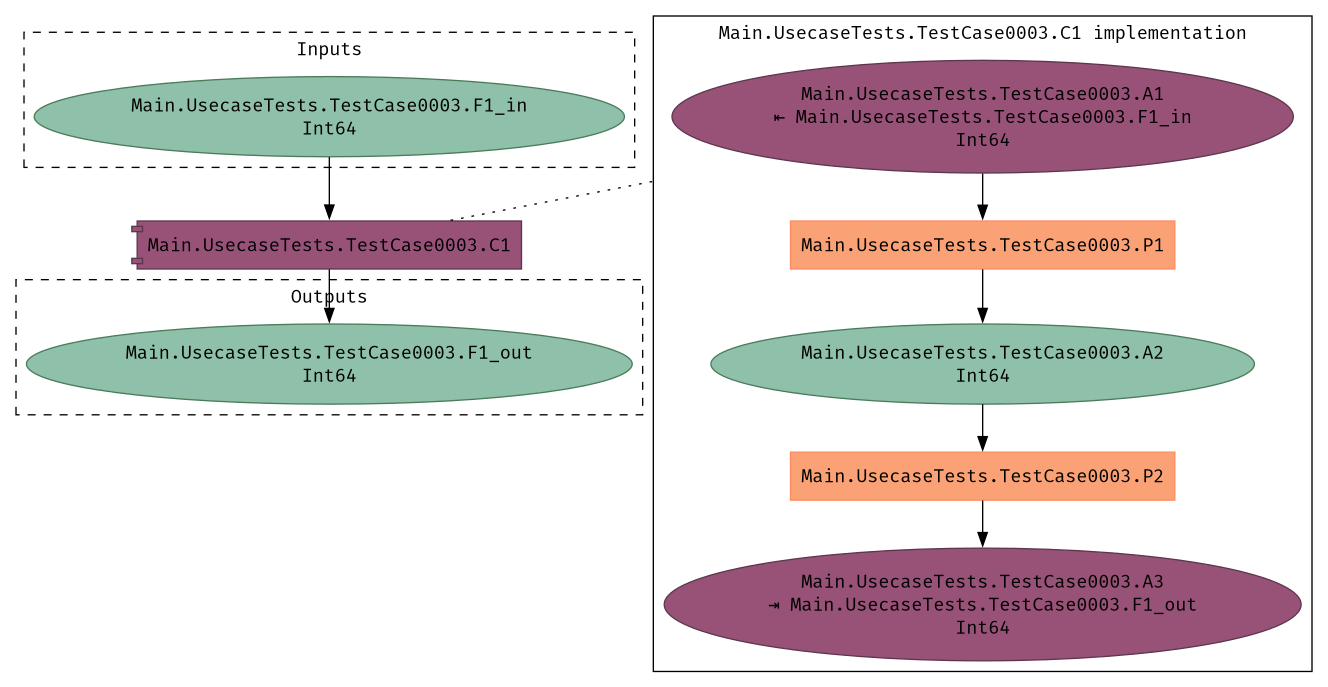 Inputs
Main.UsecaseTests.TestCase0003.F1_in
Int64
Main.UsecaseTests.TestCase0003.C1
Outputs
Main.UsecaseTests.TestCase0003.F1_out
Int64
Main.UsecaseTests.TestCase0003.C1 implementation
Main.UsecaseTests.TestCase0003.A1
⇤ Main.UsecaseTests.TestCase0003.F1_in
Int64
Main.UsecaseTests.TestCase0003.P1
Main.UsecaseTests.TestCase0003.A2
Int64
Main.UsecaseTests.TestCase0003.P2
Main.UsecaseTests.TestCase0003.A3
⇥ Main.UsecaseTests.TestCase0003.F1_out
Int64